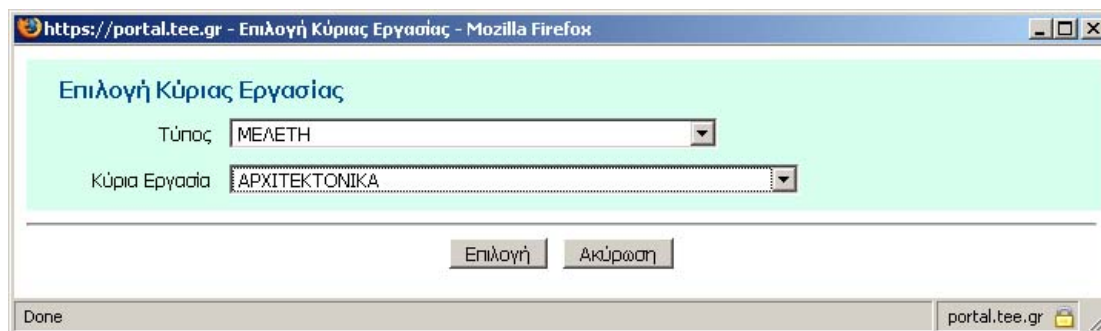 https://portal.tee.gr - Επιλογή Κύριας Εργασίας - Mozilla Firefox
Επιλογή Κύριας Εργασίας
Τύπος ΜΕΛΕΤΗ
Κύρια Εργασία ΑΡΧΙΤΕΚΤΟΝΙΚΑ
Επιλογή Ακύρωση
Done portal.tee.gr